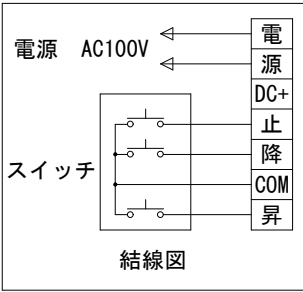 電源 AC100V
電
源
DC+
止
降
COM
昇
スイッチ
結線図